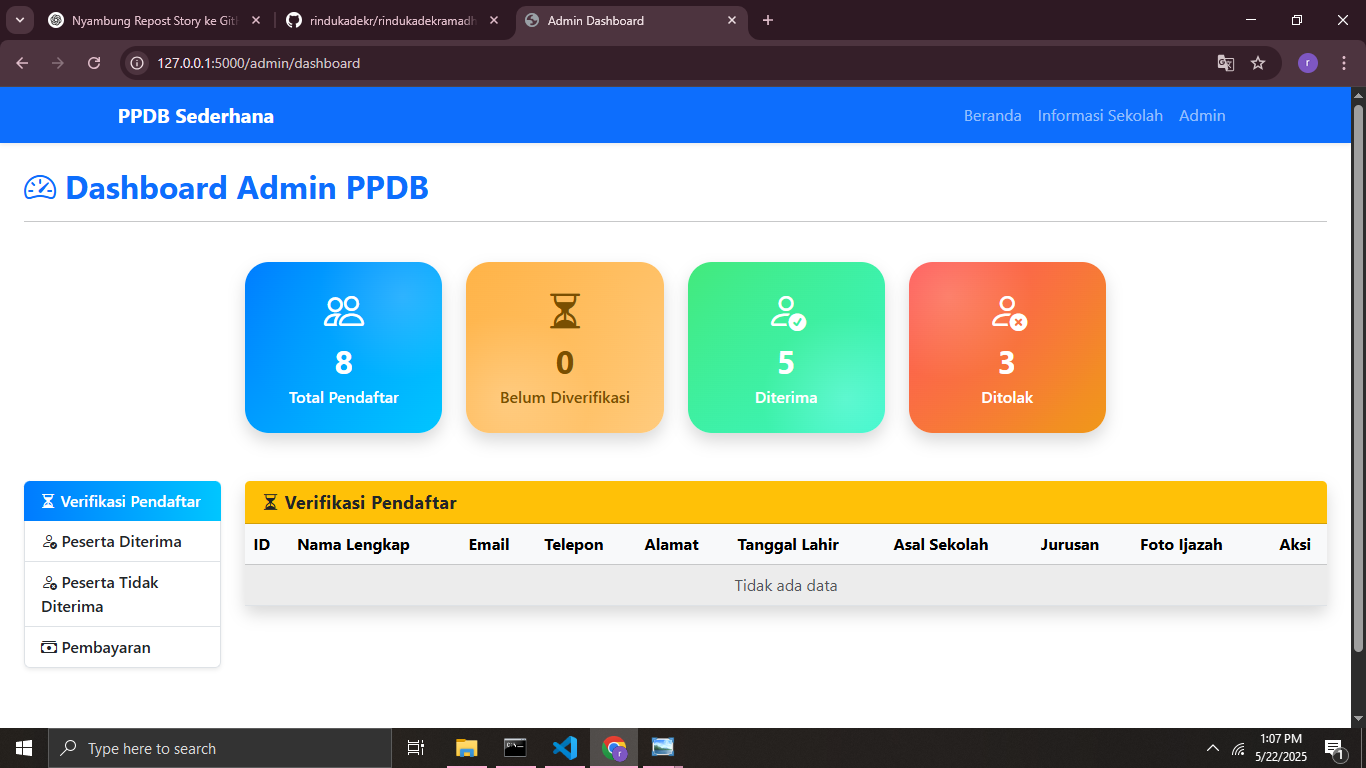 Nyambung Repost Story ke Gitl
rindukadekr/rindukadekramadh
Admin Dashboard
127.0.0.1:5000/admin/dashboard
r
PPDB Sederhana
Beranda Informasi Sekolah Admin
Dashboard Admin PPDB
8
Total Pendaftar
0
Belum Diverifikasi
5
Diterima
3
Ditolak
Verifikasi Pendaftar
Peserta Diterima
Peserta Tidak
Diterima
Pembayaran
Verifikasi Pendaftar
ID Nama Lengkap Email Telepon Alamat Tanggal Lahir Asal Sekolah Jurusan Foto Ijazah Aksi
Tidak ada data
Type here to search
r
1:07 PM
5/22/2025
1